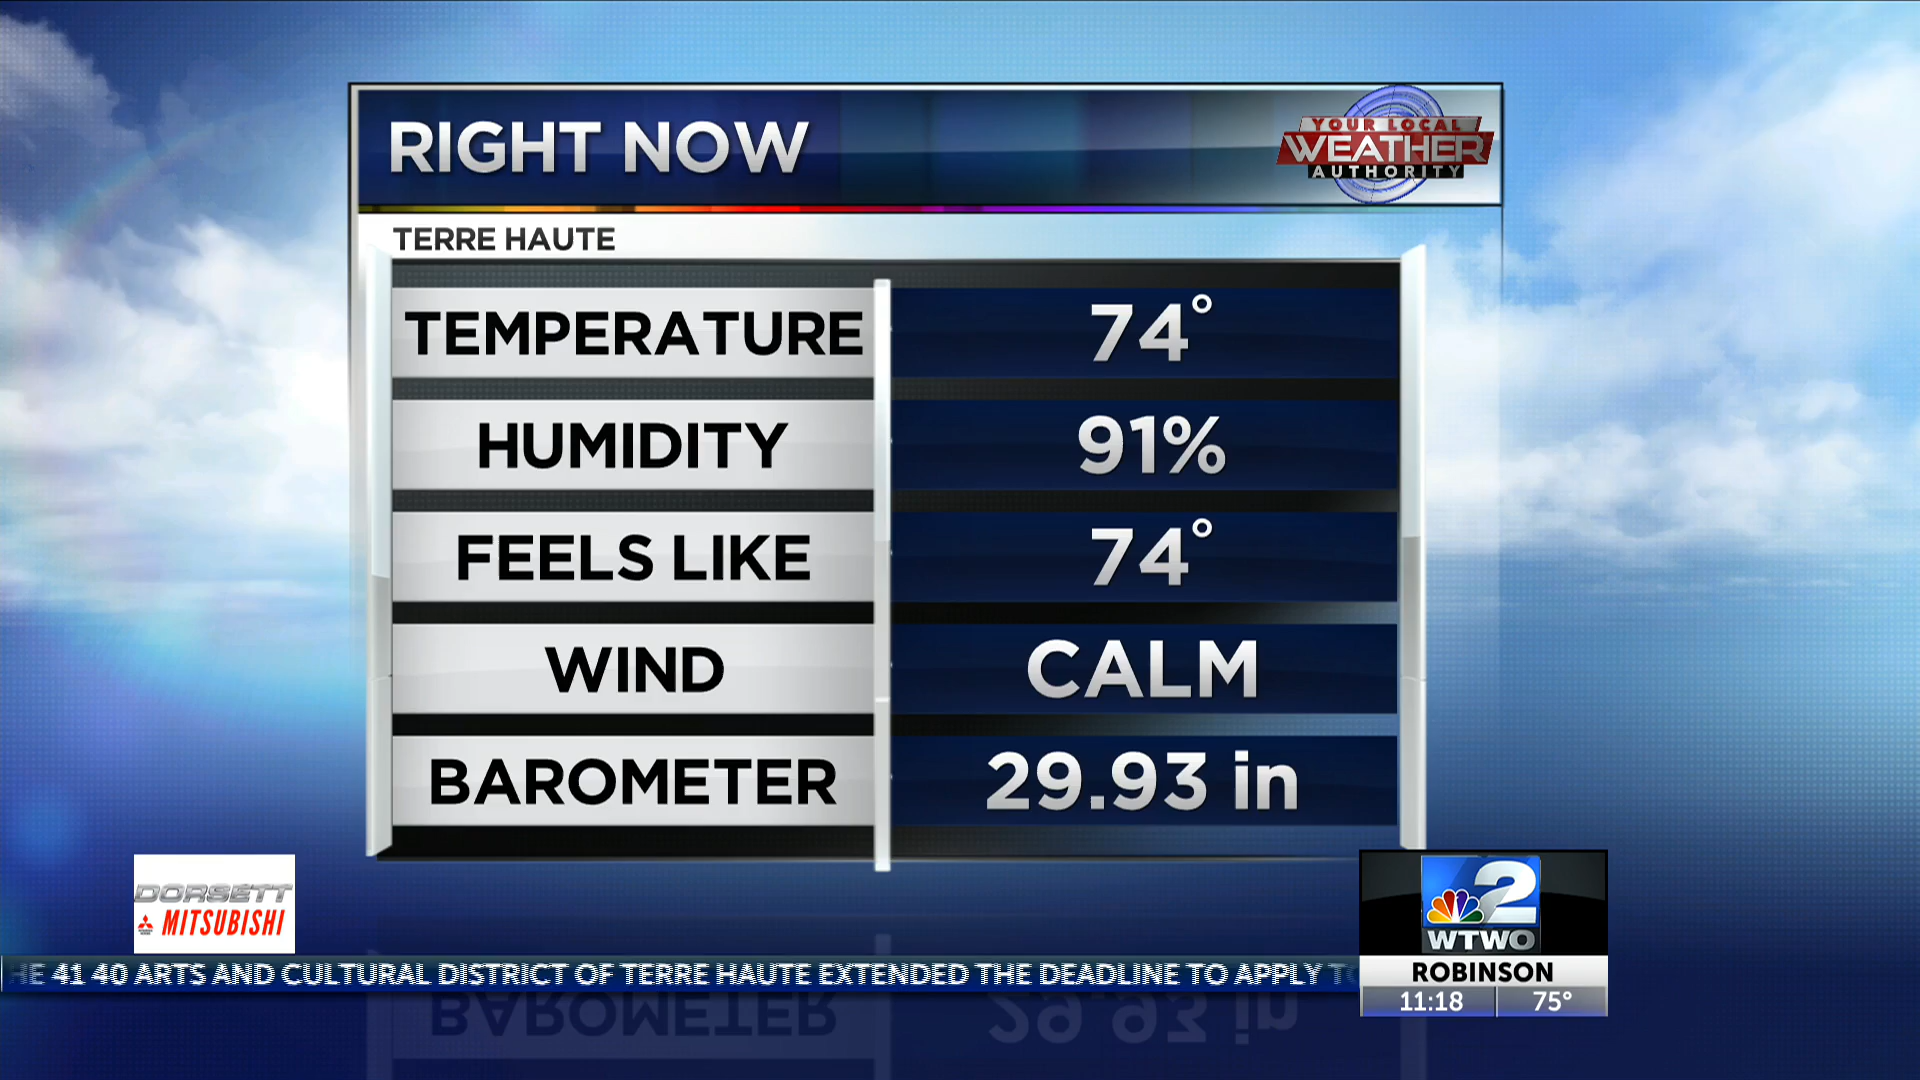 RIGHT NOW
YOUR LOCAL
WEATHER
AUTHORITY
TERRE HAUTE
TEMPERATURE 74°
HUMIDITY 91%
FEELS LIKE 74°
WIND CALM
BAROMETER 29.93 in
DORSETT
MITSUBISHI
2
WTWO
HE 41 40 ARTS AND CULTURAL DISTRICT OF TERRE HAUTE EXTENDED THE DEADLINE TO APPLY TO
ROBINSON
11:18 75°